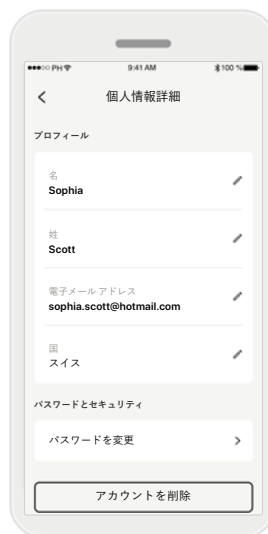 ●●●○○ PH 9:41 AM 100 %
個人情報詳細
プロフィール
名
Sophia
姓
Scott
電子メール アドレス
sophia.scott@hotmail.com
国
スイス
パスワードとセキュリティ
パスワードを変更
アカウントを削除